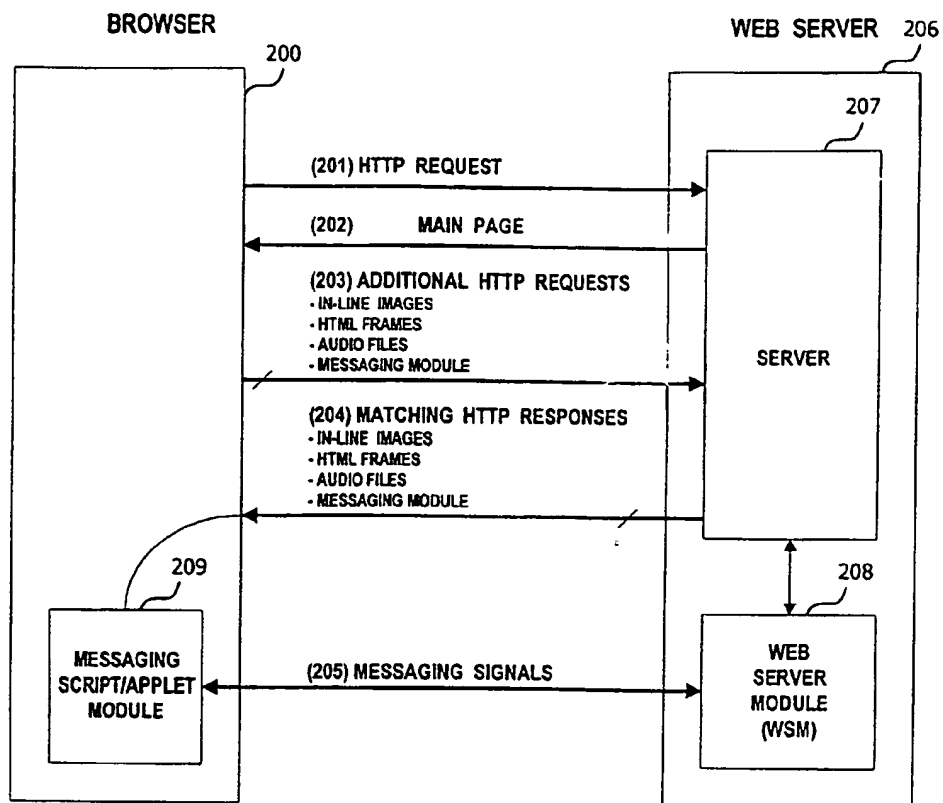 BROWSER
WEB SERVER
206
200
207
(201) HTTP REQUEST
(202) MAIN PAGE
(203) ADDITIONAL HTTP REQUESTS
- IN-LINE IMAGES
- HTML FRAMES
- AUDIO FILES
- MESSAGING MODULE
SERVER
(204) MATCHING HTTP RESPONSES
- IN-LINE IMAGES
- HTML FRAMES
- AUDIO FILES
- MESSAGING MODULE
209
208
MESSAGING
SCRIPT/APPLET
MODULE
(205) MESSAGING SIGNALS
WEB
SERVER
MODULE
(WSM)